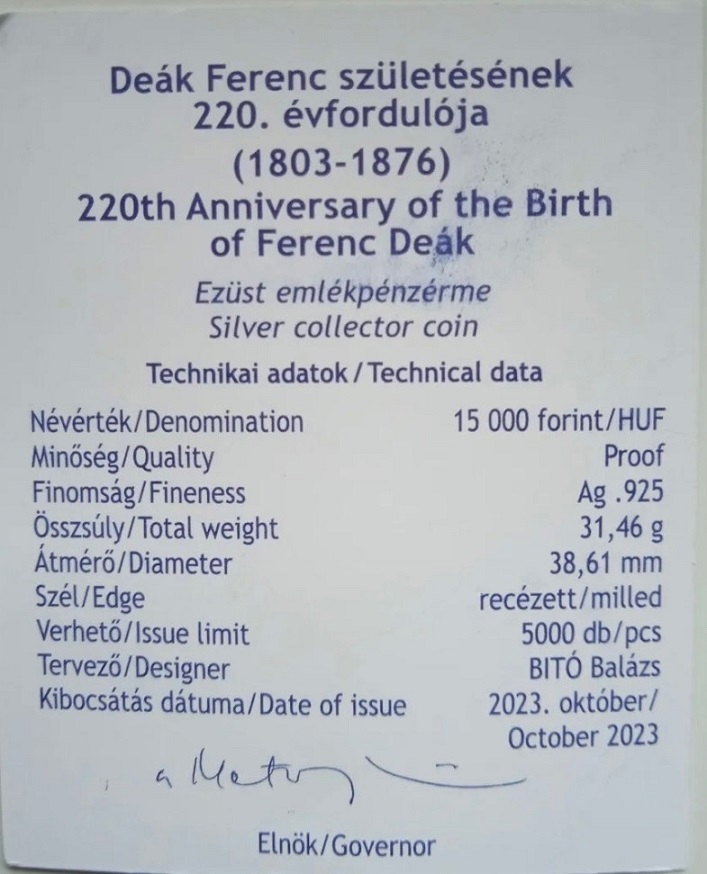 Deák Ferenc születésének
220. évfordulója
(1803-1876)
220th Anniversary of the Birth
of Ferenc Deák
Ezüst emlékpénzérme
Silver collector coin
Technikai adatok / Technical data
Névérték/Denomination 15 000 forint/HUF
Minőség/Quality Proof
Finomság/Fineness Ag .925
Összsúly/Total weight 31,46 g
Átmérő/Diameter 38,61 mm
Szél/Edge recézett/milled
Verhető/Issue limit 5000 db/pcs
Tervező/Designer BITÓ Balázs
Kibocsátás dátuma/Date of issue 2023. október/
October 2023
Elnök/Governor